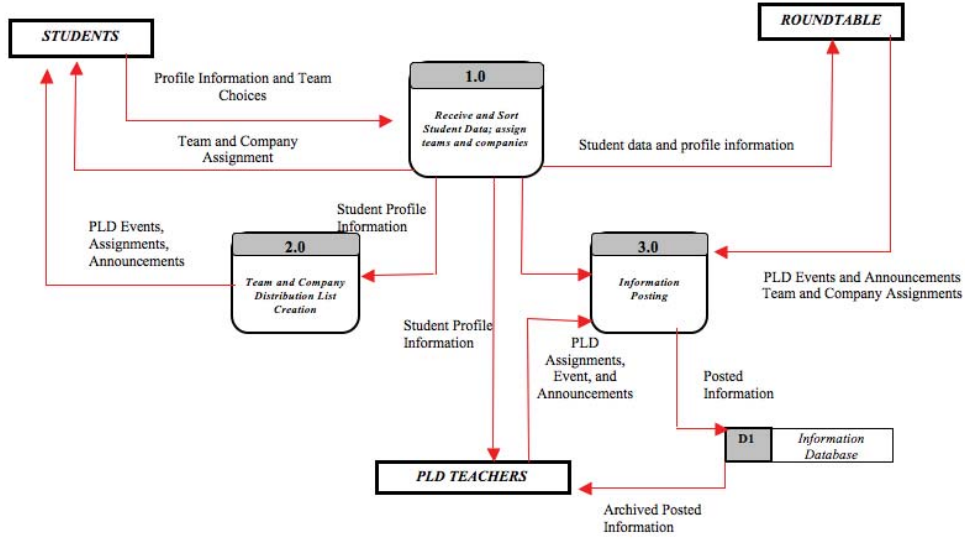 STUDENTS
ROUNDTABLE
Profile Information and Team
Choices
1.0
Receive and Sort
Student Data; assign
teams and companies
Team and Company
Assignment
Student data and profile information
PLD Events,
Assignments,
Announcements
Student Profile
Information
2.0
Team and Company
Distribution List
Creation
3.0
Information
Posting
PLD Events and Announcements
Team and Company Assignments
Student Profile
Information
PLD
Assignments,
Event, and
Announcements
Posted
Information
D1
Information
Database
PLD TEACHERS
Archived Posted
Information